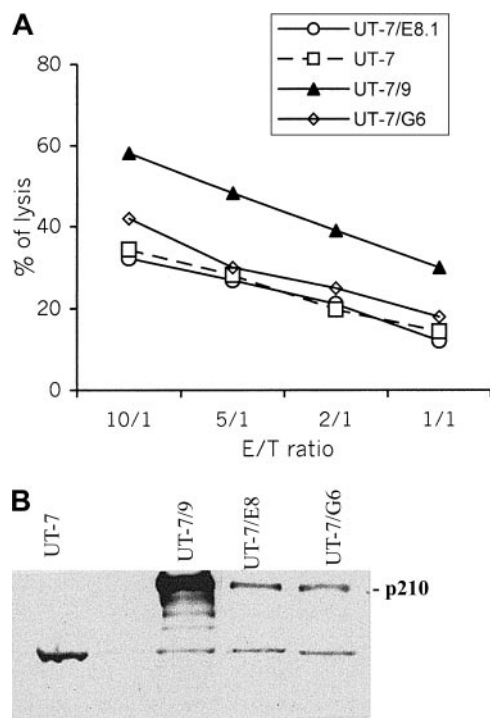 A
UT-7/E8.1
UT-7
UT-7/9
UT-7/G6
% of lysis
80
60
40
20
0
10/1 5/1 2/1 1/1
E/T ratio
B
UT-7 UT-7/9 UT-7/E8 UT-7/G6
- p210